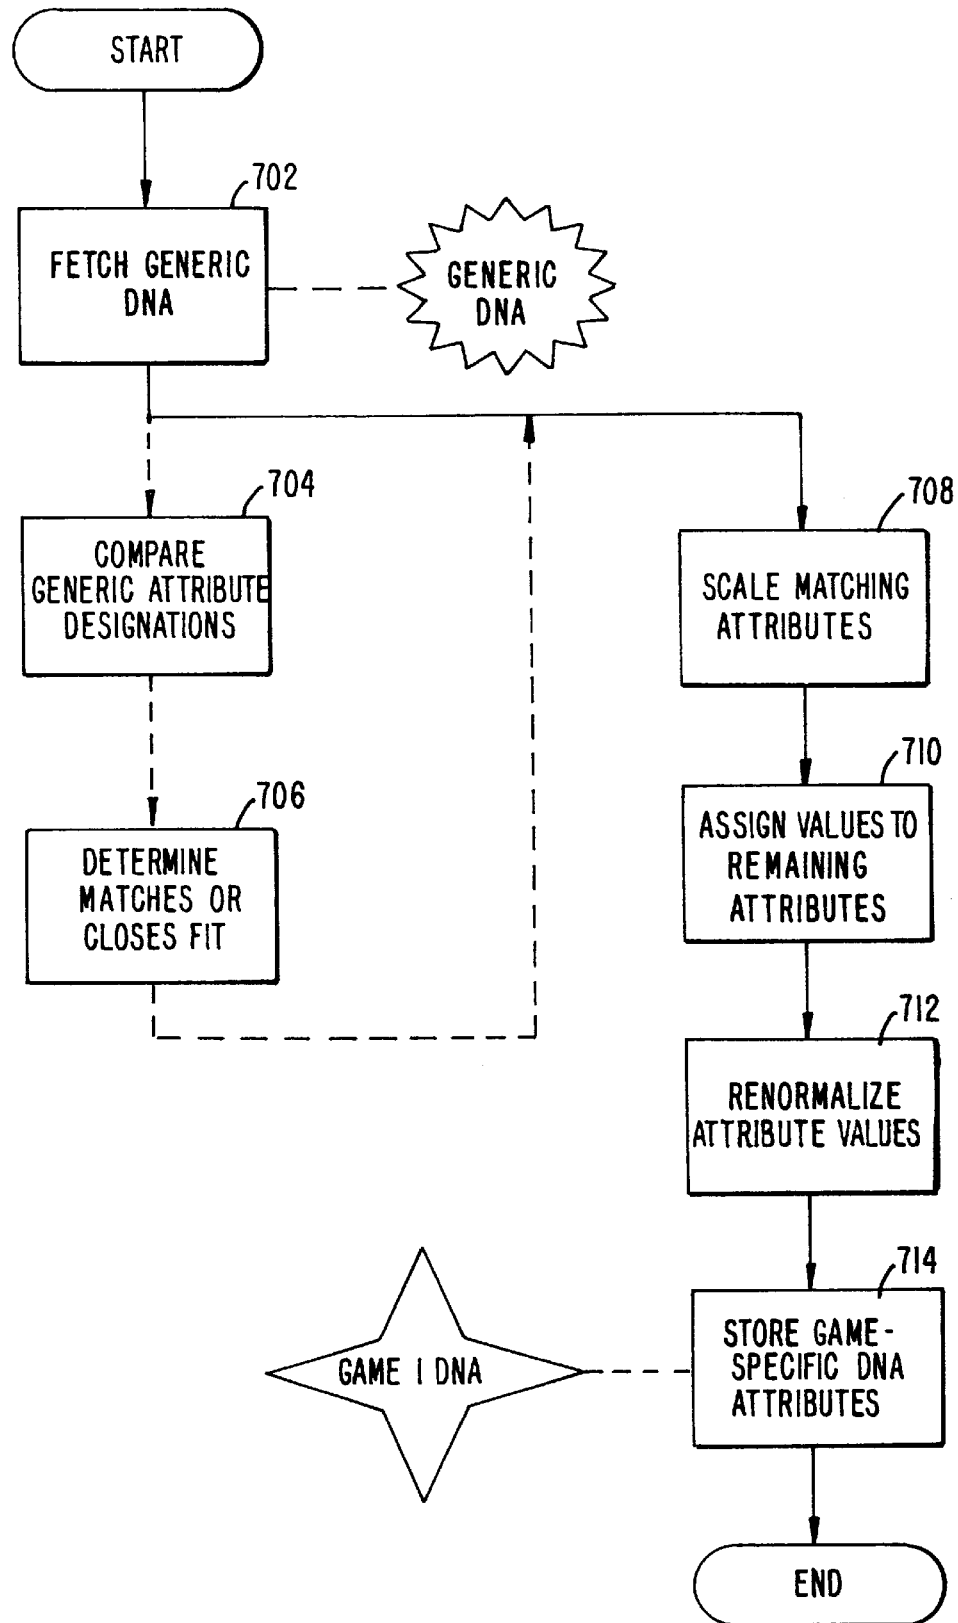 START
702
FETCH GENERIC
DNA
GENERIC
DNA
704
COMPARE
GENERIC ATTRIBUTE
DESIGNATIONS
706
DETERMINE
MATCHES OR
CLOSES FIT
708
SCALE MATCHING
ATTRIBUTES
710
ASSIGN VALUES TO
REMAINING
ATTRIBUTES
712
RENORMALIZE
ATTRIBUTE VALUES
714
STORE GAME-
SPECIFIC DNA
ATTRIBUTES
GAME I DNA
END